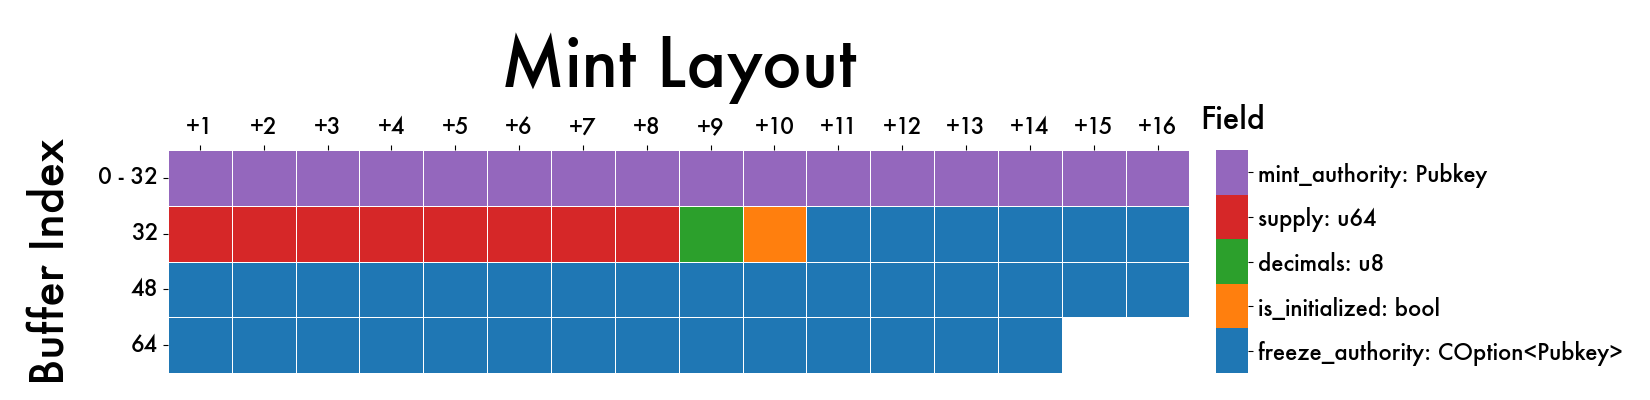 Mint Layout
+1 +2 +3 +4 +5 +6 +7 +8 +9 +10 +11 +12 +13 +14 +15 +16
Buffer Index
0 - 32
32
48
64
Field
mint_authority: Pubkey
supply: u64
decimals: u8
is_initialized: bool
freeze_authority: COption<Pubkey>